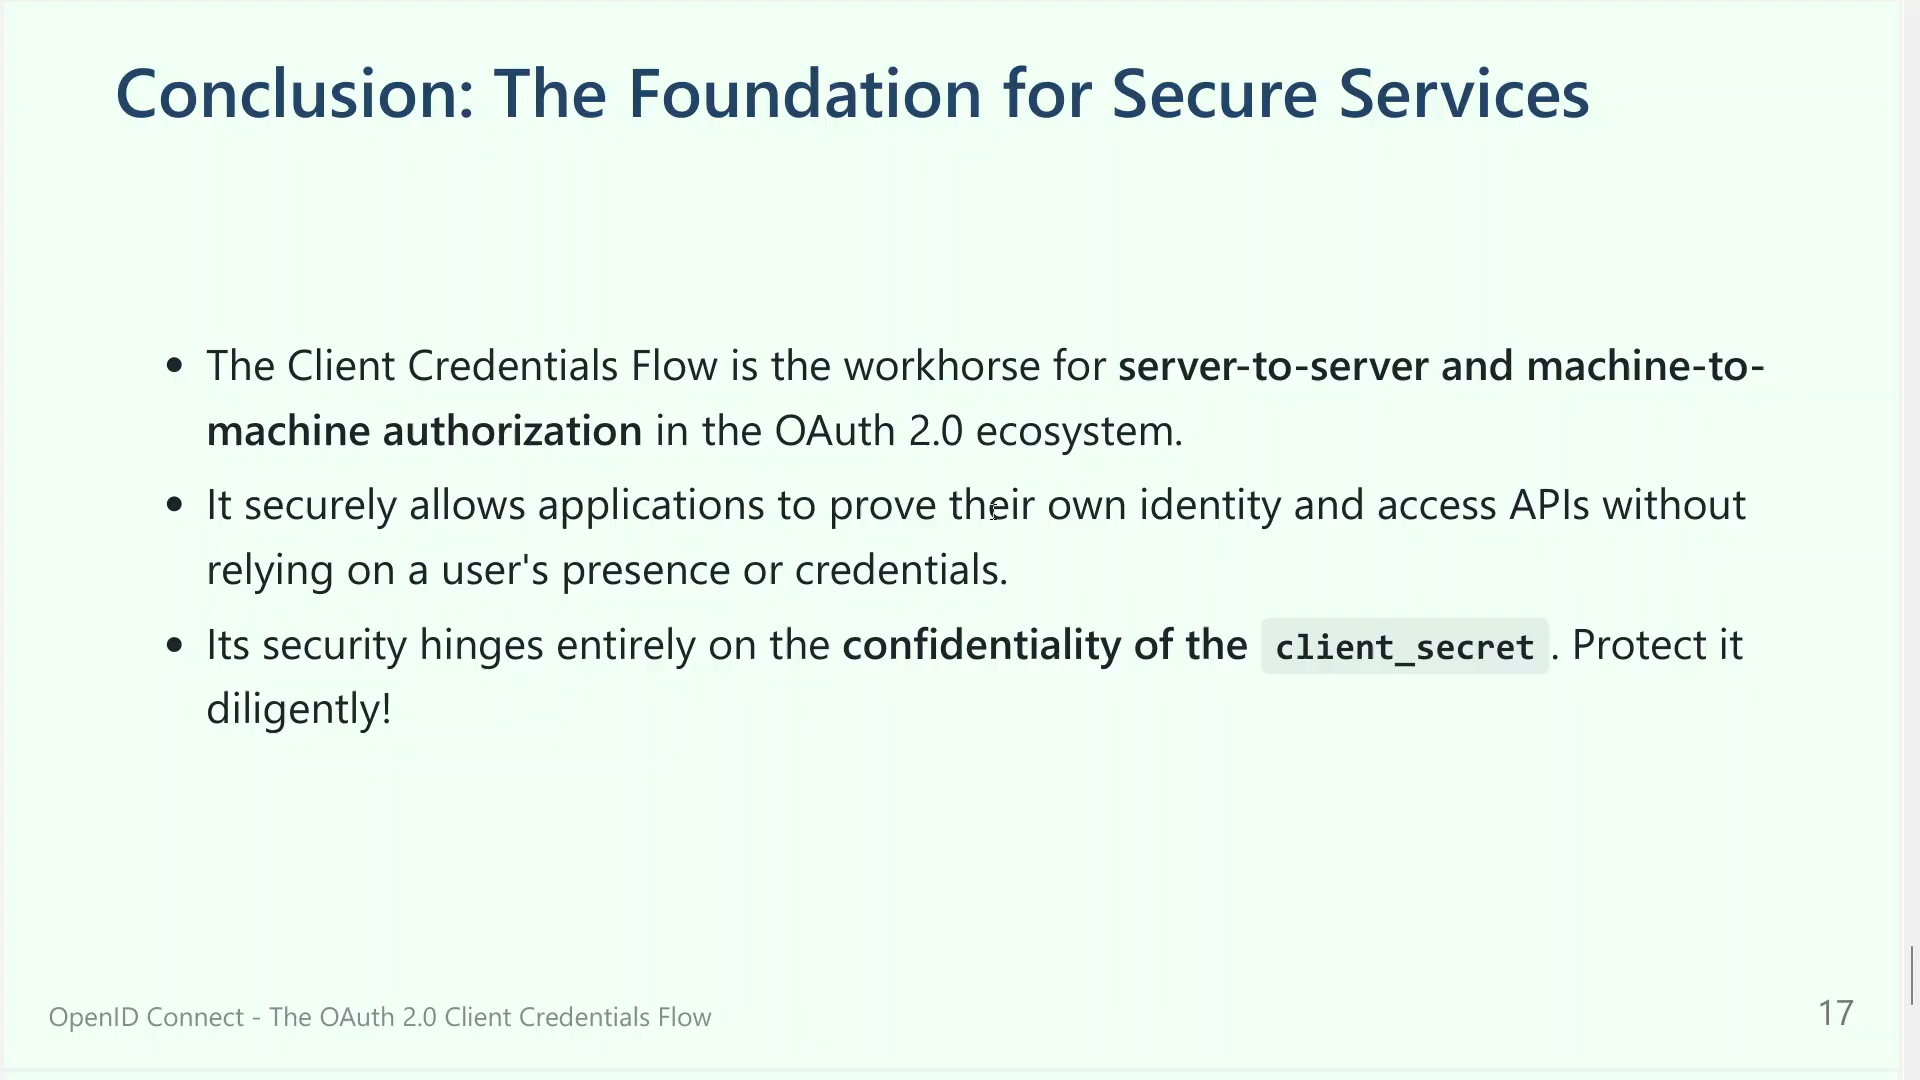 Conclusion: The Foundation for Secure Services
• The Client Credentials Flow is the workhorse for server-to-server and machine-to-
machine authorization in the OAuth 2.0 ecosystem.
• It securely allows applications to prove their own identity and access APIs without
relying on a user's presence or credentials.
• Its security hinges entirely on the confidentiality of the client_secret. Protect it
diligently!
OpenID Connect - The OAuth 2.0 Client Credentials Flow
17